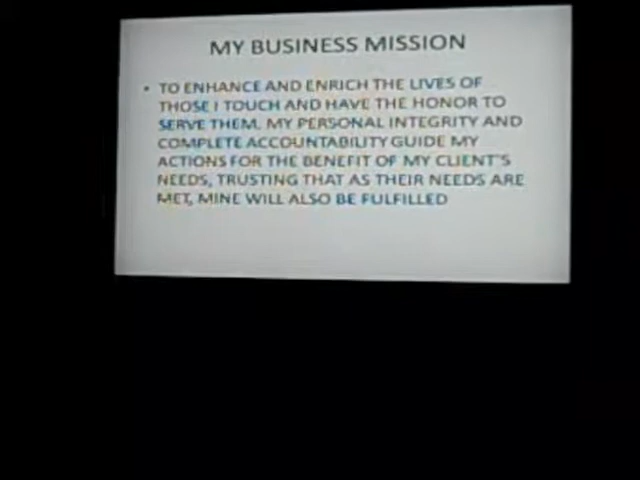 MY BUSINESS MISSION
• TO ENHANCE AND ENRICH THE LIVES OF
THOSE I TOUCH AND HAVE THE HONOR TO
SERVE THEM. MY PERSONAL INTEGRITY AND
COMPLETE ACCOUNTABILITY GUIDE MY
ACTIONS FOR THE BENEFIT OF MY CLIENT'S
NEEDS, TRUSTING THAT AS THEIR NEEDS ARE
MET, MINE WILL ALSO BE FULFILLED